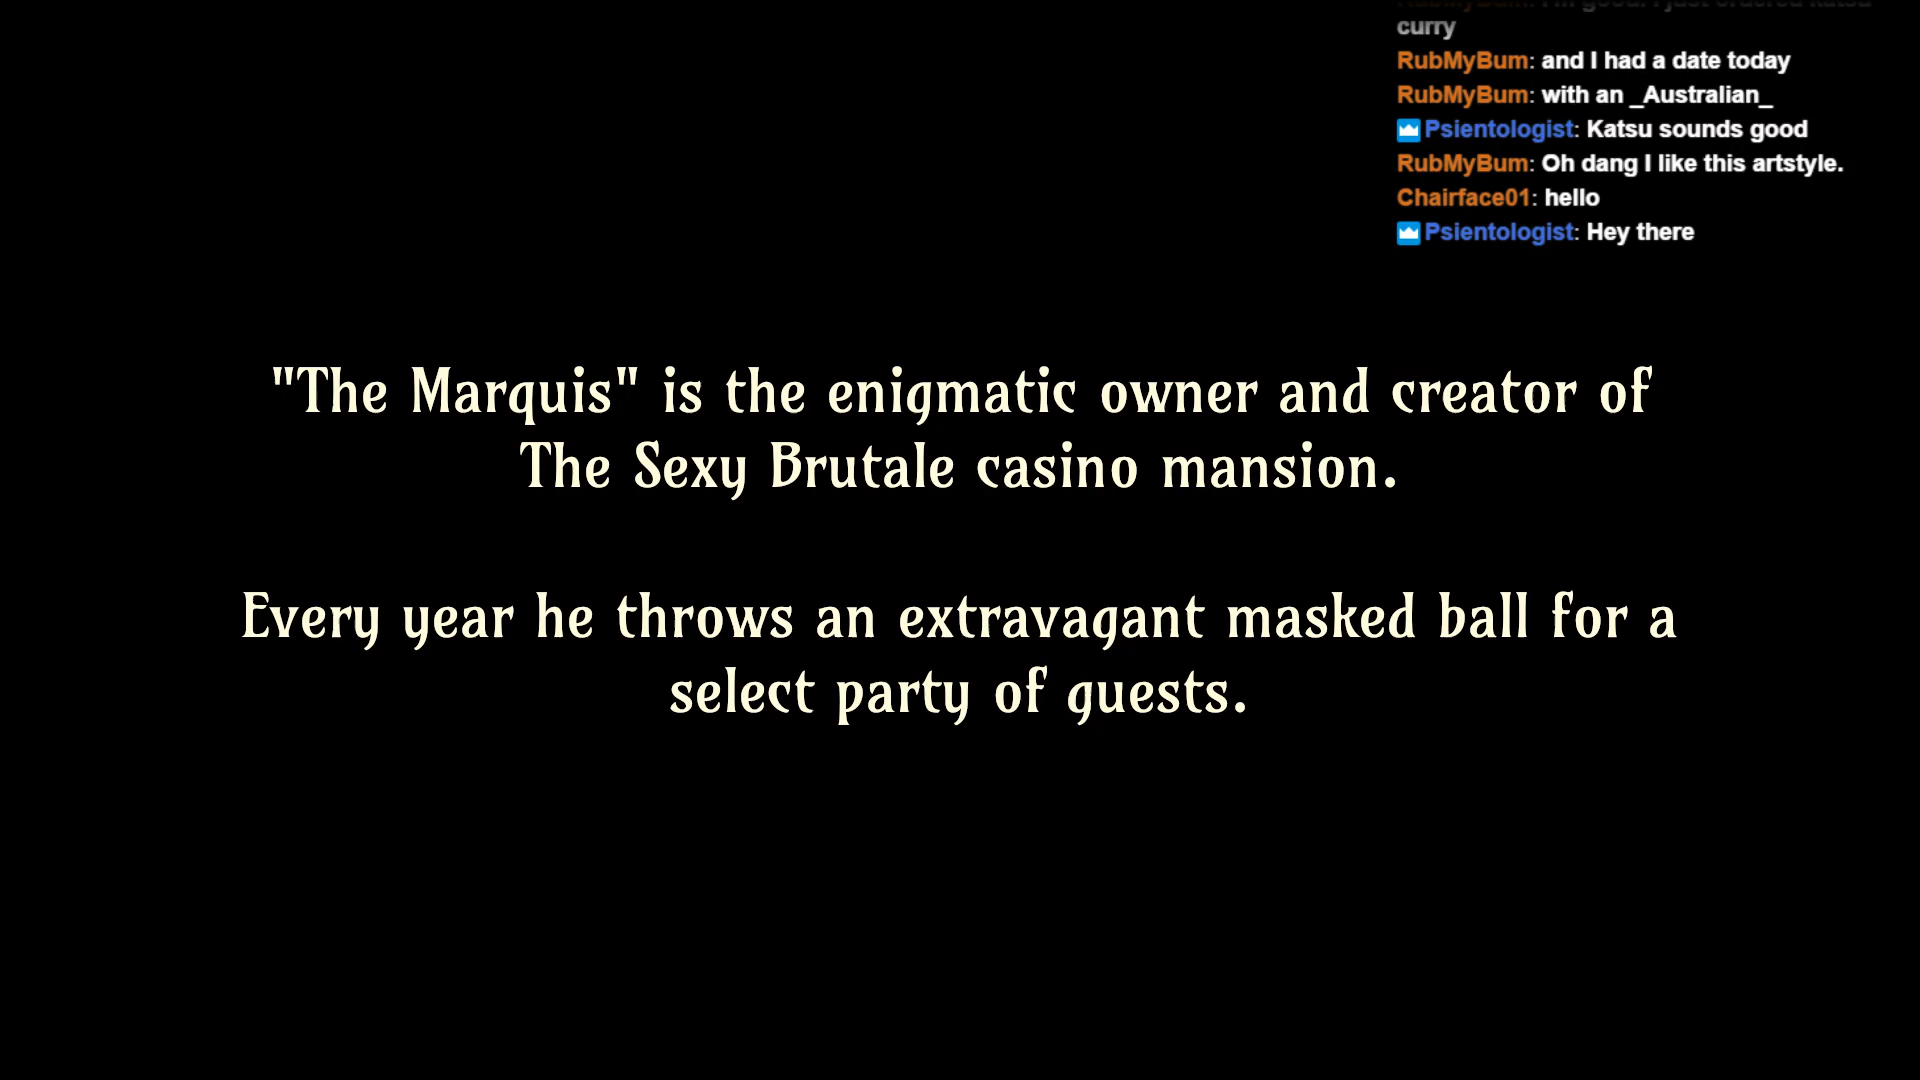 curry
RubMyBum: and I had a date today
RubMyBum: with an _Australian_
Psientologist: Katsu sounds good
RubMyBum: Oh dang I like this artstyle.
Chairface01: hello
Psientologist: Hey there
"The Marquis" is the enigmatic owner and creator of
The Sexy Brutale casino mansion.
Every year he throws an extravagant masked ball for a
select party of guests.